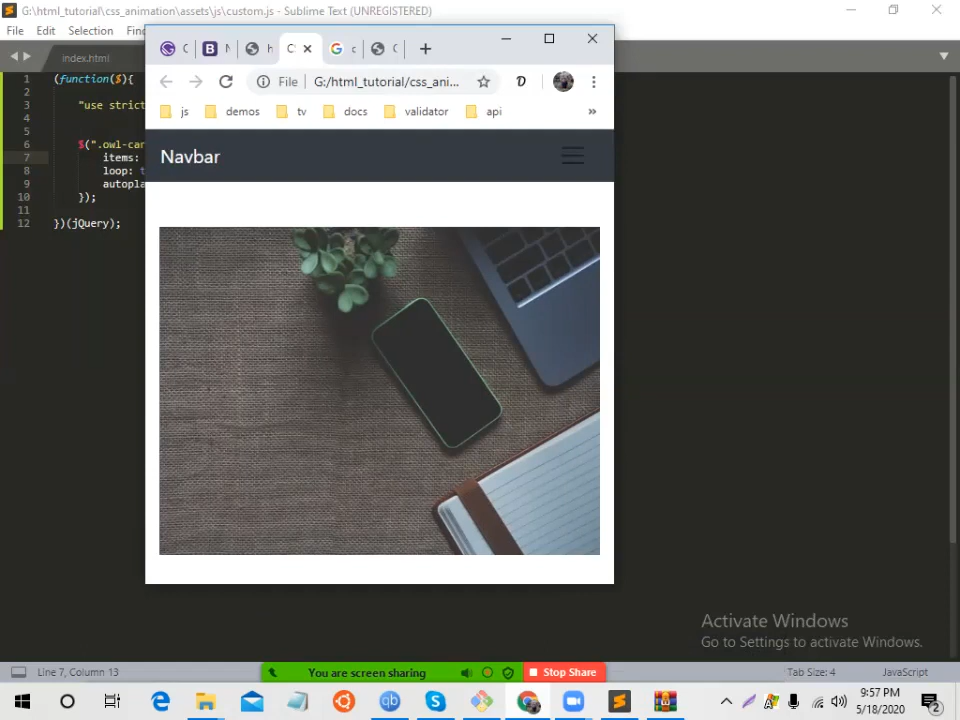 G:\html_tutorial\css_animation\assets\js\custom.js - Sublime Text (UNREGISTERED)
File Edit Selection Find
index.html
1 (function($){
2
3 "use strict
4
5
6 $(".owl-car
7 items:
8 loop: t
9 autopla
10 });
11
12 })(jQuery);
File G:/html_tutorial/css_ani...
js demos tv docs validator api »
Navbar
Activate Windows
Go to Settings to activate Windows.
Line 7, Column 13
You are screen sharing
Stop Share
Tab Size: 4
JavaScript
9:57 PM
5/18/2020
2